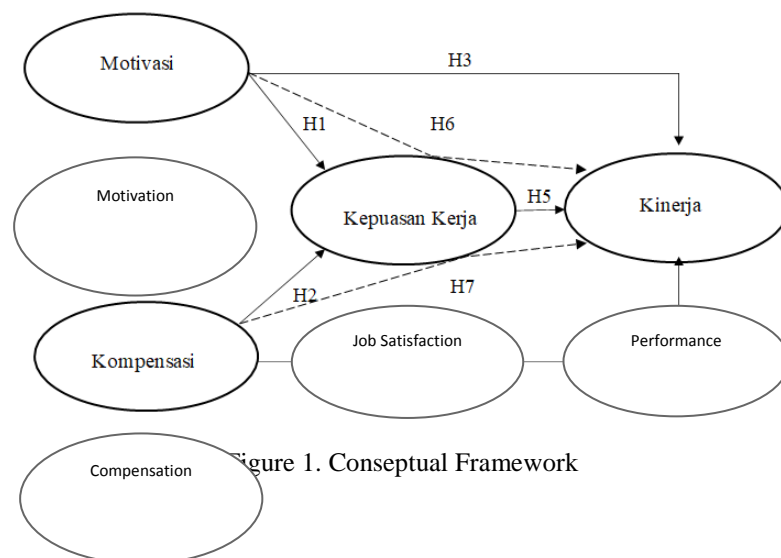 Motivasi
H3
H1
H6
Motivation
Kepuasan Kerja
H5
Kinerja
H2
H7
Kompensasi
Job Satisfaction
Performance
Compensation
Figure 1. Conseptual Framework